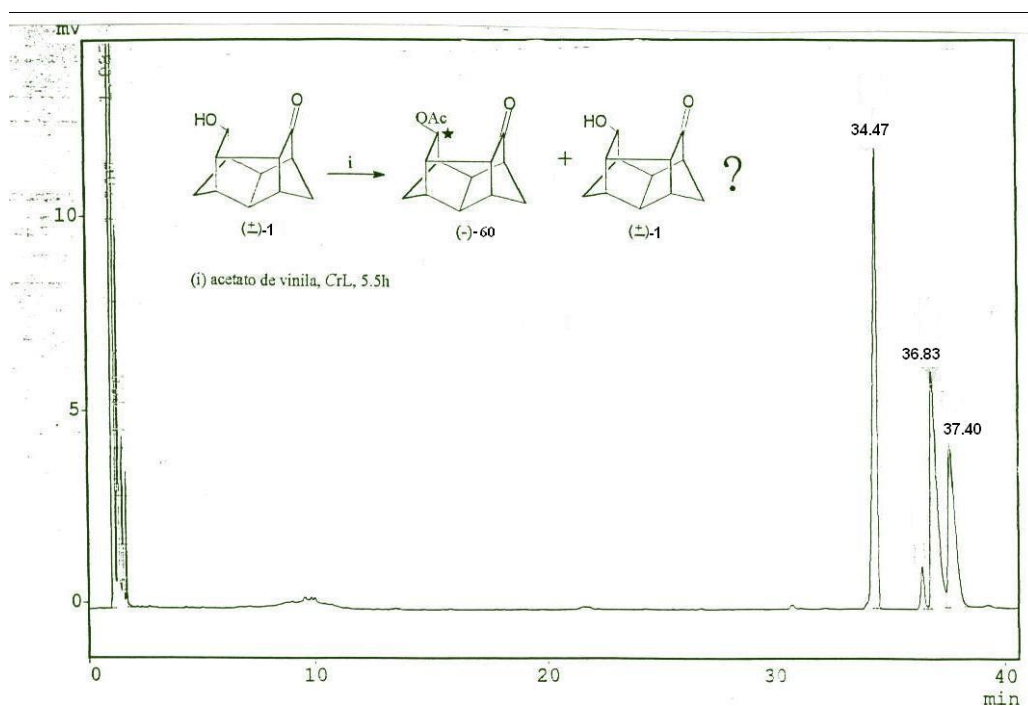 mv
34.47
HO
O
OAc
★
O
HO
O
i
+
?
(±)-1
(-)-60
(±)-1
10
(i) acetato de vinila, CrL, 5.5h
36.83
37.40
5
0
0
10
20
30
40
min